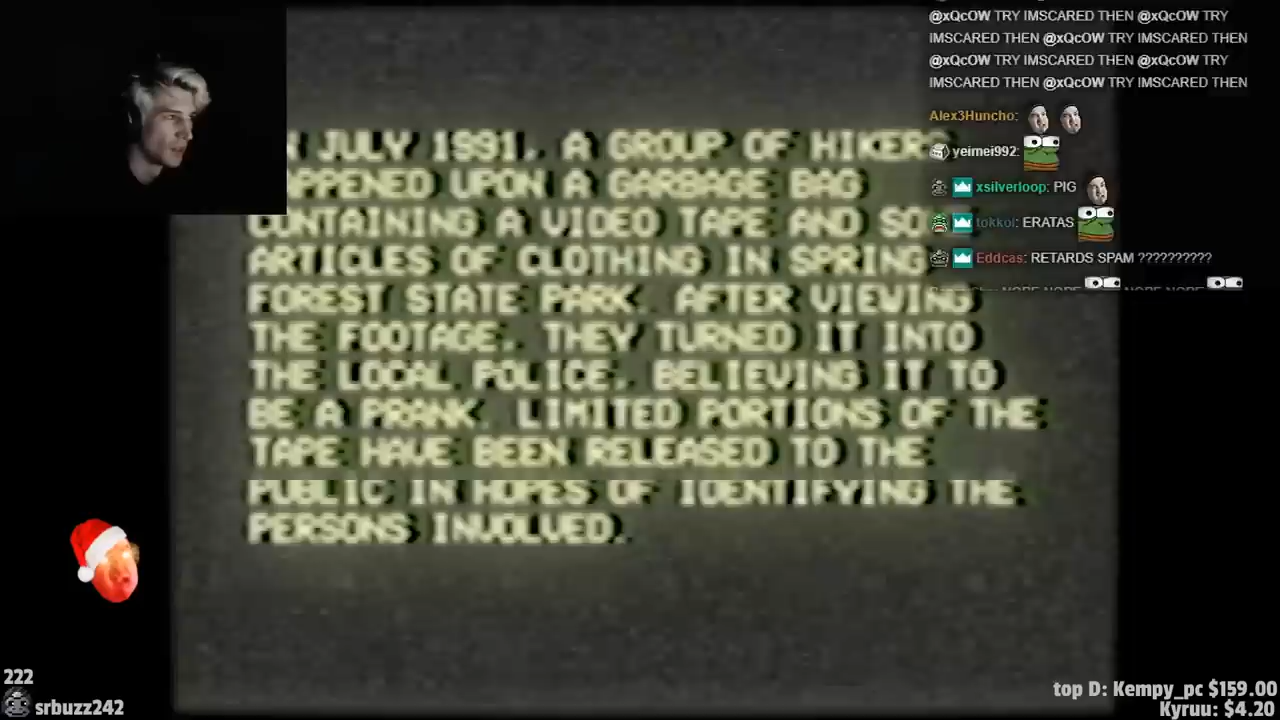 JULY 1991, A GROUP OF HIKERS
APPENED UPON A GARBAGE BAG
CONTAINING A VIDEO TAPE AND SO
ARTICLES OF CLOTHING IN SPRING
FOREST STATE PARK. AFTER VIEWING
THE FOOTAGE, THEY TURNED IT INTO
THE LOCAL POLICE, BELIEVING IT TO
BE A PRANK. LIMITED PORTIONS OF THE
TAPE HAVE BEEN RELEASED TO THE
PUBLIC IN HOPES OF IDENTIFYING THE
PERSONS INVOLVED.
@xQcOW TRY IMSCARED THEN @xQcOW TRY
IMSCARED THEN @xQcOW TRY IMSCARED THEN
@xQcOW TRY IMSCARED THEN @xQcOW TRY
IMSCARED THEN @xQcOW TRY IMSCARED THEN
Alex3Huncho:
yeimei992:
xsilverloop: PIG
tokkoi: ERATAS
Eddcas: RETARDS SPAM ??????????
NOPE NOPE NOPE NOPE
222
srbuzz242
top D: Kempy_pc $159.00
Kyruu: $4.20